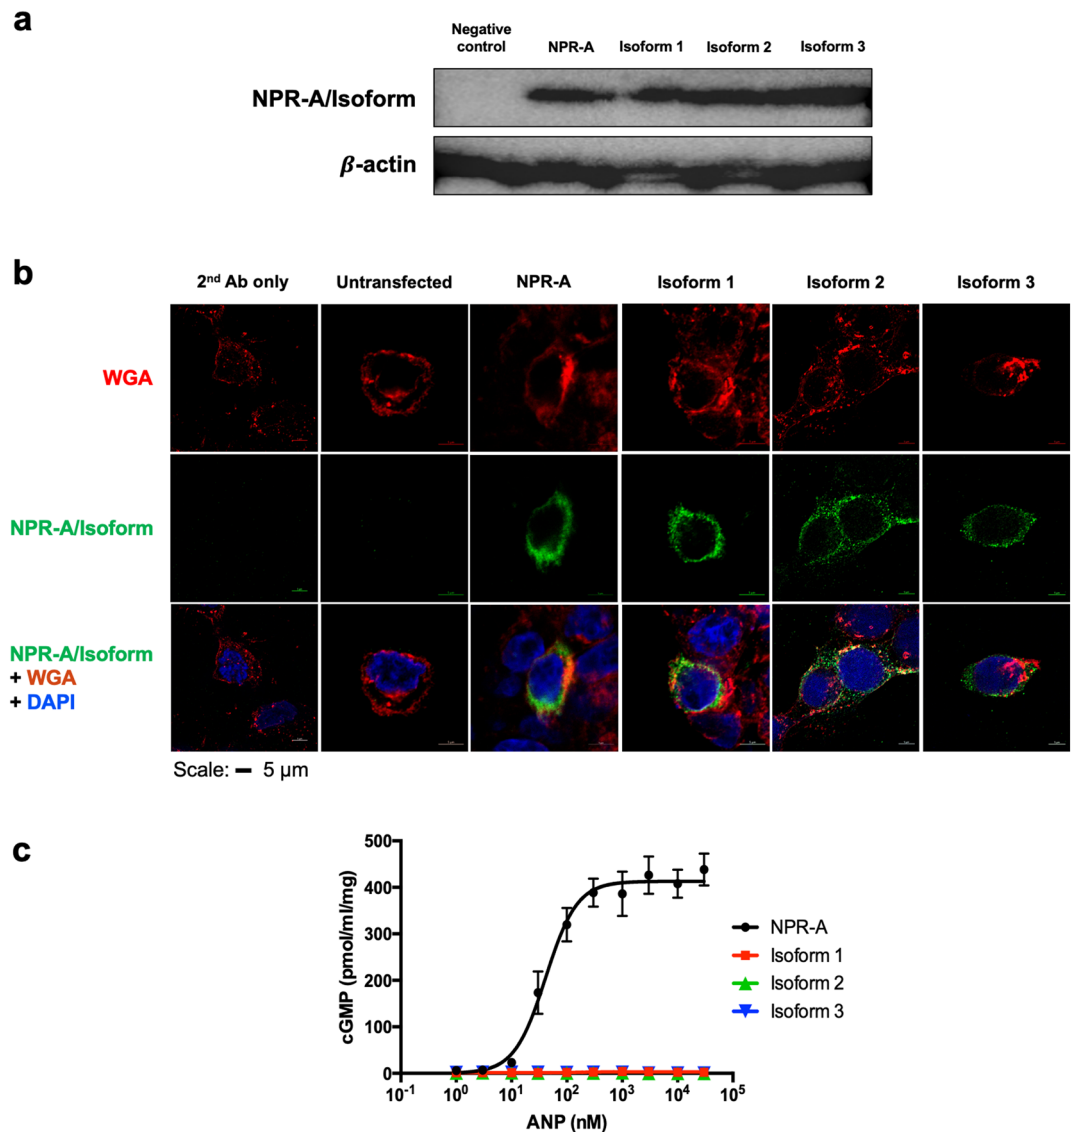 a
Negative
control
NPR-A
Isoform 1
Isoform 2
Isoform 3
NPR-A/Isoform
β-actin
b
2nd Ab only
Untransfected
NPR-A
Isoform 1
Isoform 2
Isoform 3
WGA
NPR-A/Isoform
NPR-A/Isoform
+ WGA
+ DAPI
Scale: 5 μm
c
cGMP (pmol/ml/mg)
500
400
300
200
100
0
10-1
100
101
102
103
104
105
ANP (nM)
NPR-A
Isoform 1
Isoform 2
Isoform 3